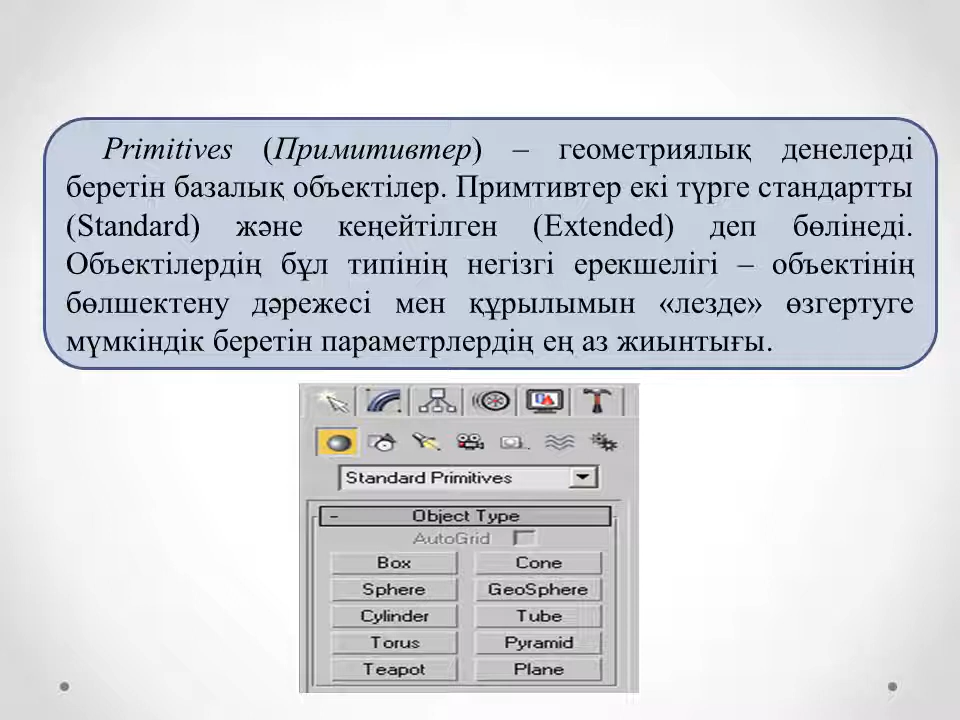 Primitives (Примитивтер) – геометриялық денелерді
беретін базалық объектілер. Примтивтер екі түрге стандартты
(Standard) және кеңейтілген (Extended) деп бөлінеді.
Объектілердің бұл типінің негізгі ерекшелігі – объектінің
бөлшектену дәрежесі мен құрылымын «лезде» өзгертуге
мүмкіндік беретін параметрлердің ең аз жиынтығы.
Standard Primitives
- Object Type
AutoGrid
Box Cone
Sphere GeoSphere
Cylinder Tube
Torus Pyramid
Teapot Plane